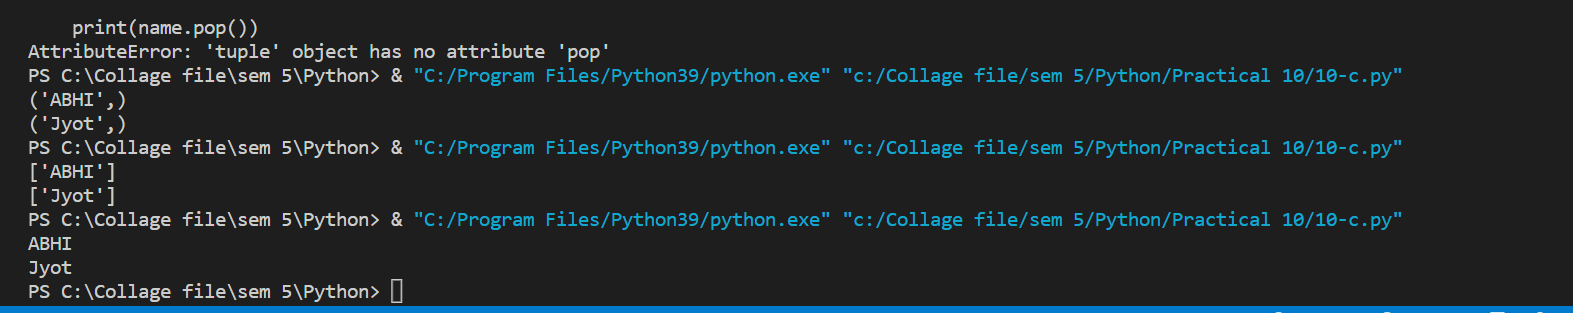 print(name.pop())
AttributeError: 'tuple' object has no attribute 'pop'
PS C:\Collage file\sem 5\Python> & "C:/Program Files/Python39/python.exe" "c:/Collage file/sem 5/Python/Practical 10/10-c.py"
('ABHI',)
('Jyot',)
PS C:\Collage file\sem 5\Python> & "C:/Program Files/Python39/python.exe" "c:/Collage file/sem 5/Python/Practical 10/10-c.py"
['ABHI']
['Jyot']
PS C:\Collage file\sem 5\Python> & "C:/Program Files/Python39/python.exe" "c:/Collage file/sem 5/Python/Practical 10/10-c.py"
ABHI
Jyot
PS C:\Collage file\sem 5\Python>